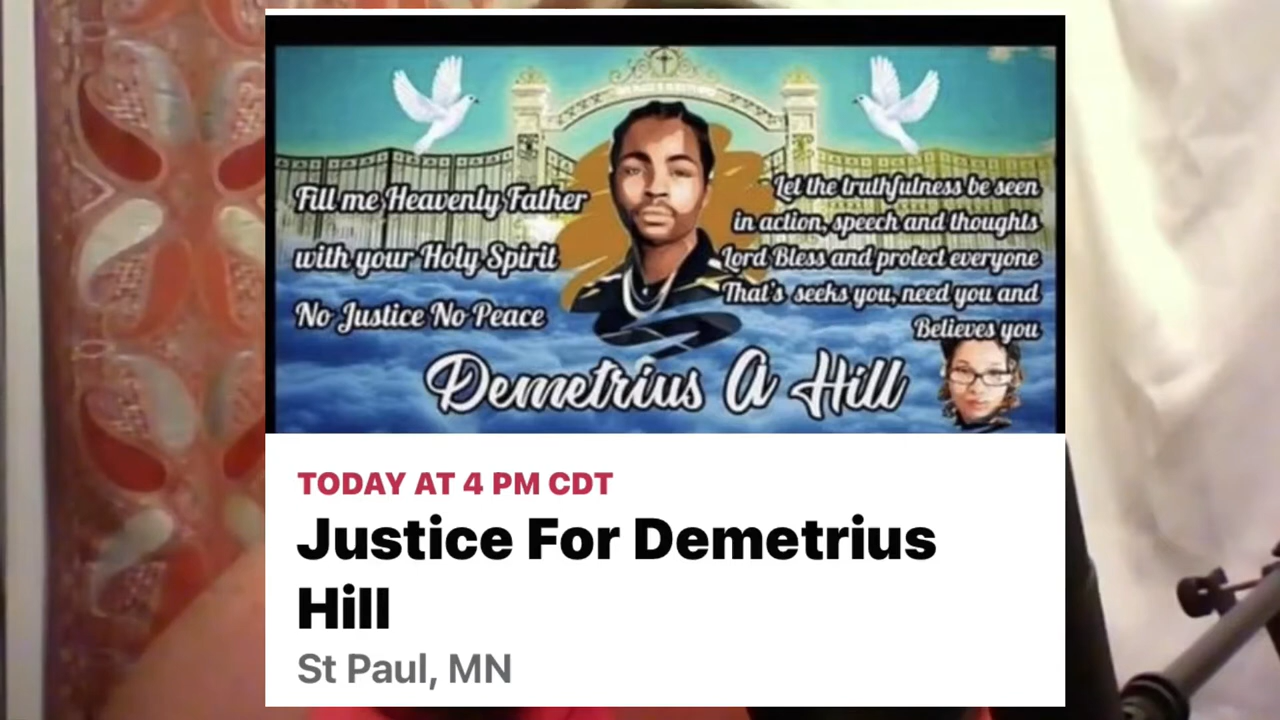 Fill me Heavenly Father
with your Holy Spirit
No Justice No Peace
Let the truthfulness be seen
in action, speech and thoughts
Lord Bless and protect everyone
That's seeks you, need you and
Believes you
Demetrius A Hill
TODAY AT 4 PM CDT
Justice For Demetrius
Hill
St Paul, MN